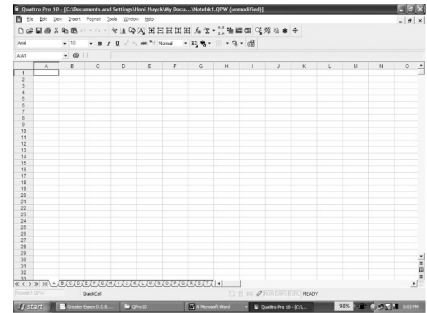 Quattro Pro 10 - [C:\Documents and Settings\
My Docu...\Notebk1.QPW (unmodified)]
File Edit View Insert Format Tools Window Help
Arial 10 B I U Normal
A:A1
A B C D E F G H I J K L M N O
1
2
3
4
5
6
7
8
9
10
11
12
13
14
15
16
17
18
19
20
21
22
23
24
25
26
27
28
29
30
31
32
A B C D E F G H I J K L M N O P Q R S T
QuickCell
READY
start
QPro10
Microsoft Word
Quattro Pro 10 - [C:\...
98%